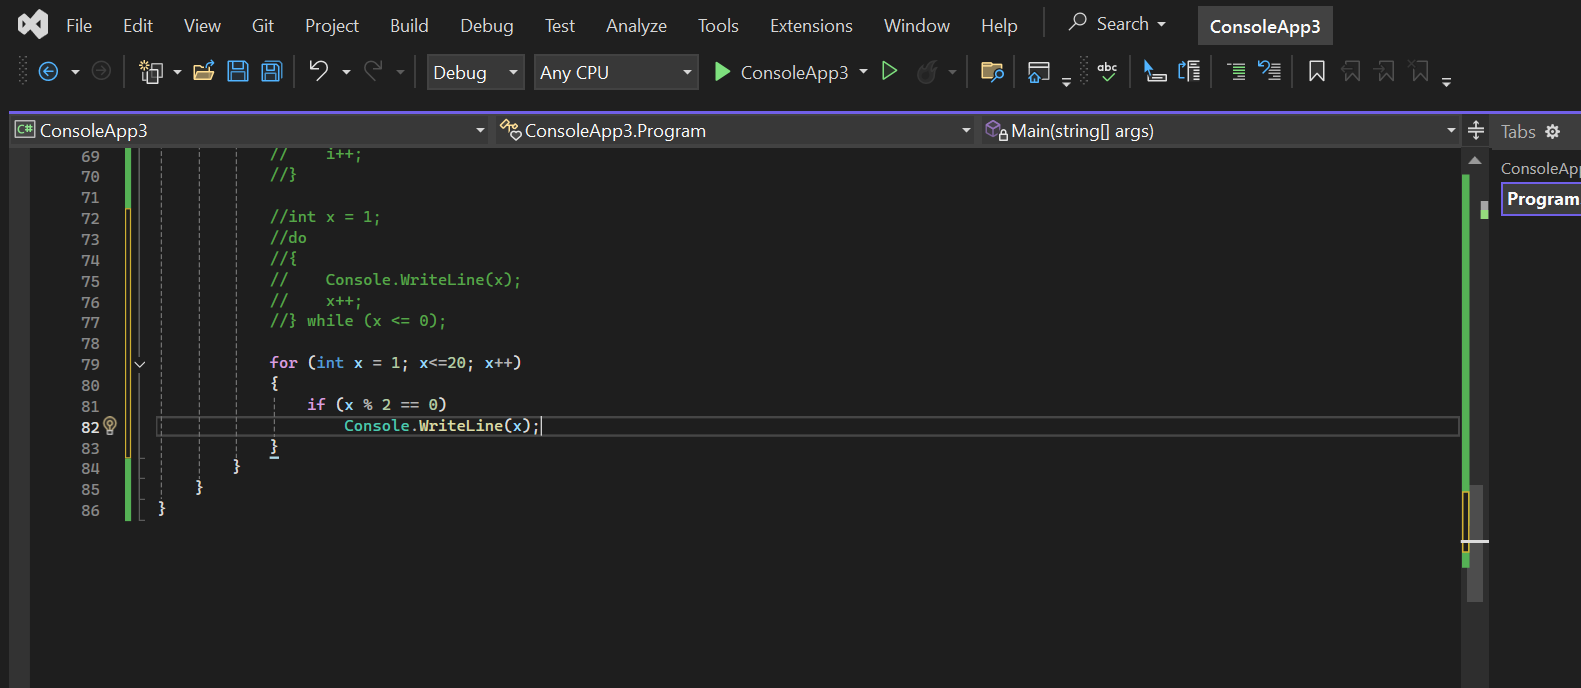 File Edit View Git Project Build Debug Test Analyze Tools Extensions Window Help Search ConsoleApp3
Debug Any CPU ConsoleApp3 abc
C# ConsoleApp3 ConsoleApp3.Program Main(string[] args) Tabs
ConsoleApp
Program
69 //    i++;
70 //}
71
72 //int x = 1;
73 //do
74 //{
75 //    Console.WriteLine(x);
76 //    x++;
77 //} while (x <= 0);
78
79 for (int x = 1; x<=20; x++)
80 {
81 if (x % 2 == 0)
82 Console.WriteLine(x);
83 }
84 }
85 }
86 }